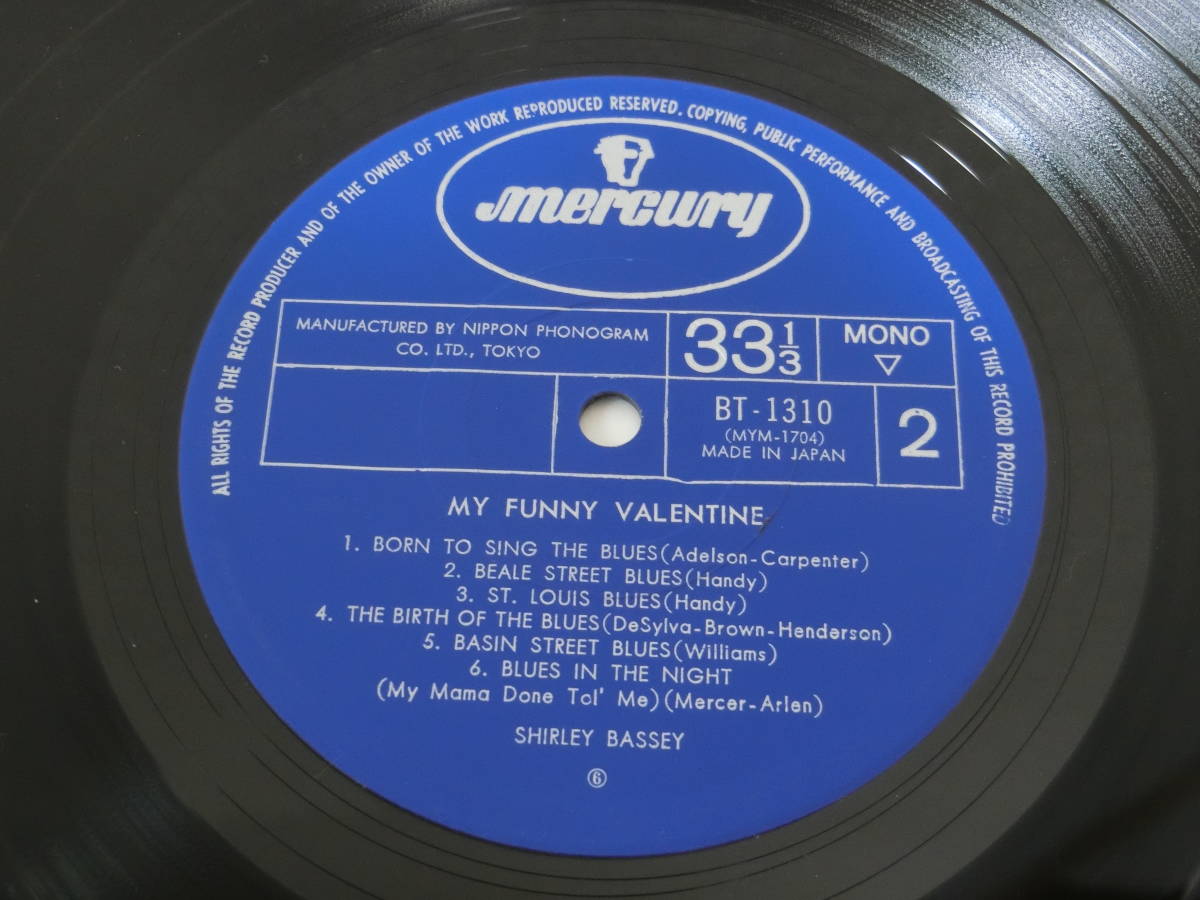 ALL RIGHTS OF THE RECORD PRODUCER AND OF THE OWNER OF THE WORK REPRODUCED RESERVED. COPYING, PUBLIC PERFORMANCE AND BROADCASTING OF THIS RECORD PROHIBITED
mercury
MANUFACTURED BY NIPPON PHONOGRAM
CO. LTD., TOKYO
33 1/3
MONO
▽
BT-1310
(MYM-1704)
MADE IN JAPAN
2
MY FUNNY VALENTINE
1. BORN TO SING THE BLUES(Adelson-Carpenter)
2. BEALE STREET BLUES(Handy)
3. ST. LOUIS BLUES(Handy)
4. THE BIRTH OF THE BLUES(DeSylva-Brown-Henderson)
5. BASIN STREET BLUES(Williams)
6. BLUES IN THE NIGHT
(My Mama Done Tol' Me)(Mercer-Arlen)
SHIRLEY BASSEY
⑥